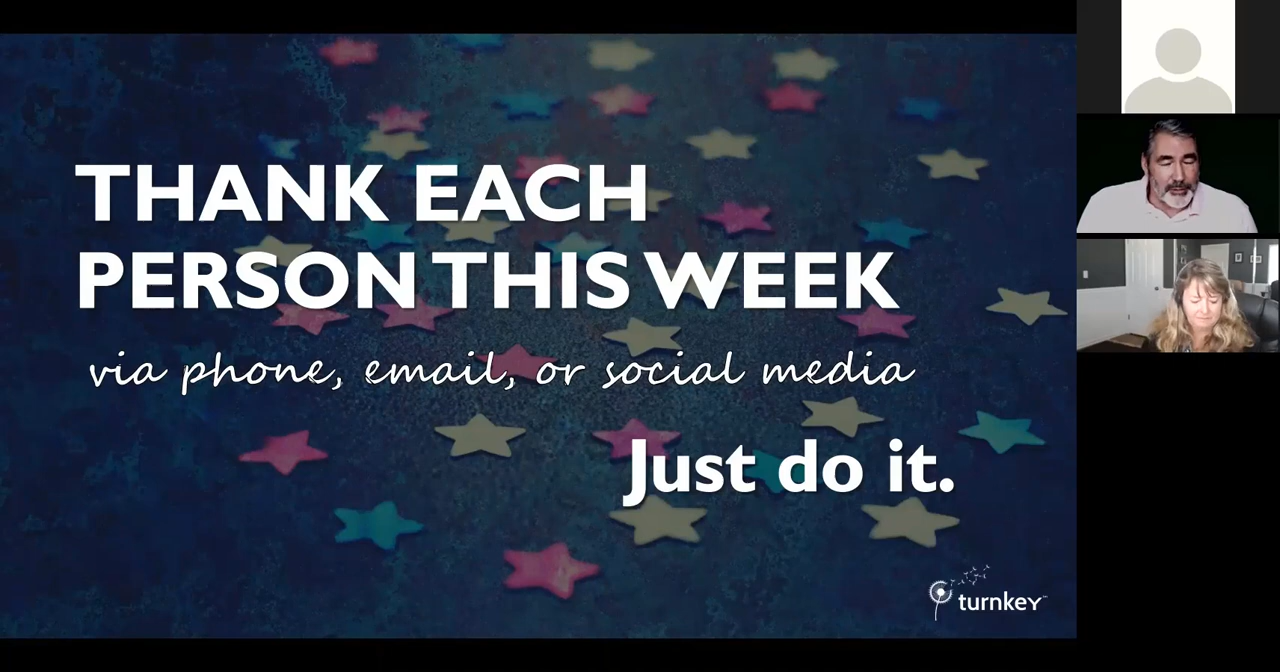 THANK EACH
PERSON THIS WEEK
via phone, email, or social media
Just do it.
turnkey